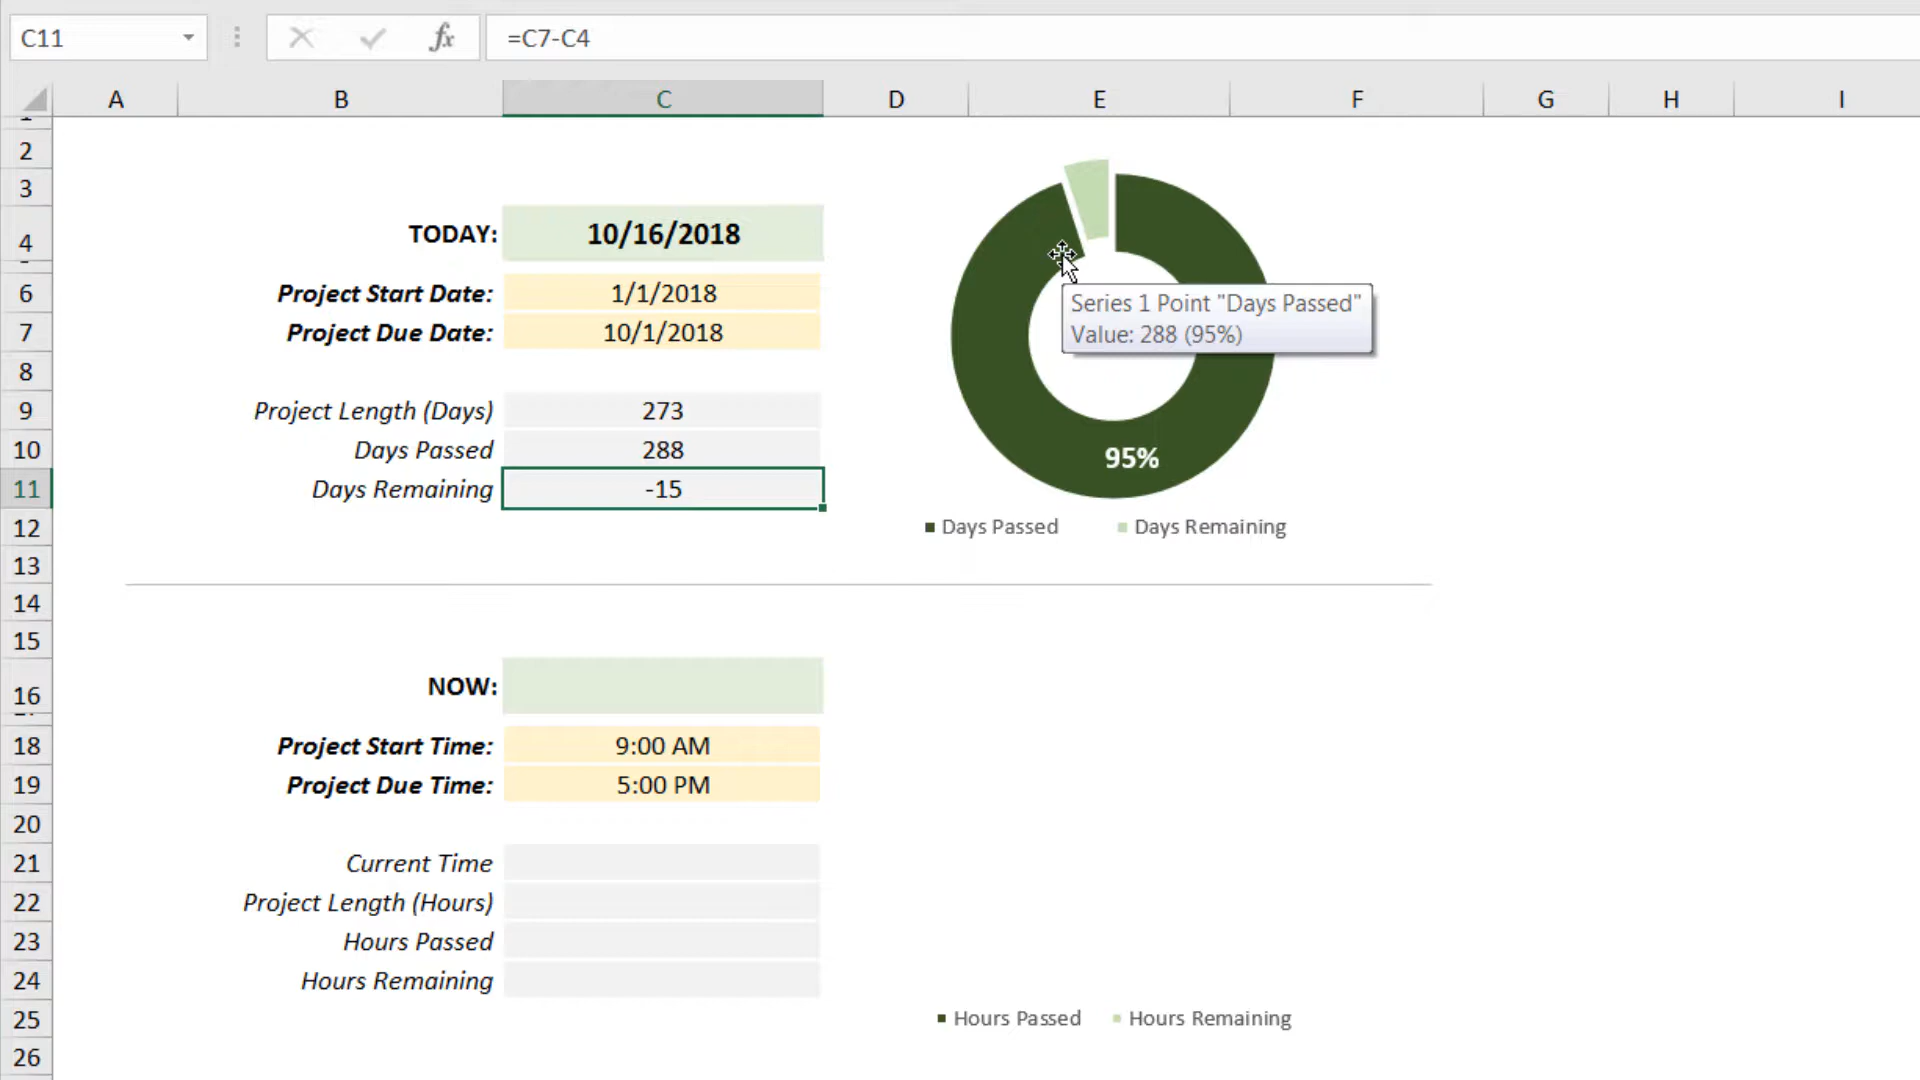 C11
fx
=C7-C4
A B C D E F G H I
2
3
4 TODAY: 10/16/2018
6 Project Start Date: 1/1/2018
7 Project Due Date: 10/1/2018
Series 1 Point "Days Passed"
Value: 288 (95%)
8
9 Project Length (Days) 273
10 Days Passed 288
95%
11 Days Remaining -15
12
Days Passed Days Remaining
13
14
15
16 NOW:
18 Project Start Time: 9:00 AM
19 Project Due Time: 5:00 PM
20
21 Current Time
22 Project Length (Hours)
23 Hours Passed
24 Hours Remaining
25 Hours Passed Hours Remaining
26